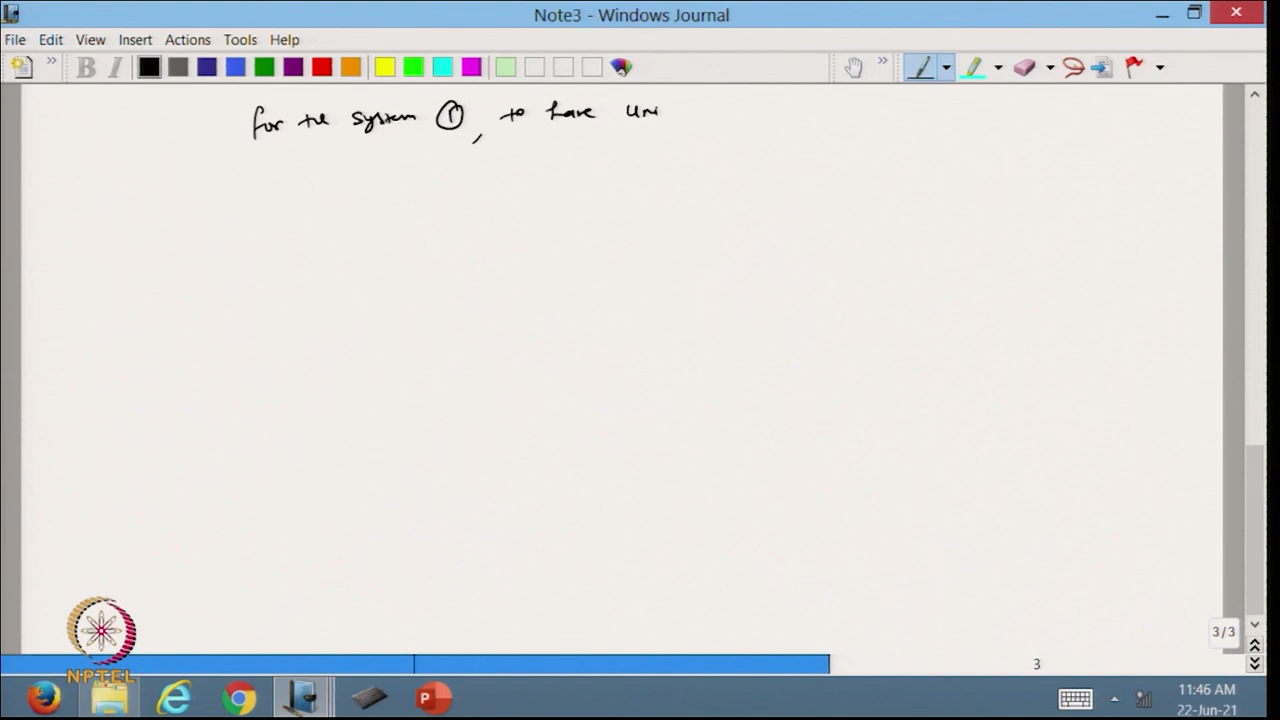 Note3 - Windows Journal
File Edit View Insert Actions Tools Help
B I
for the system ①, to have uni
3/3
3
NPTEL
11:46 AM
22-Jun-21